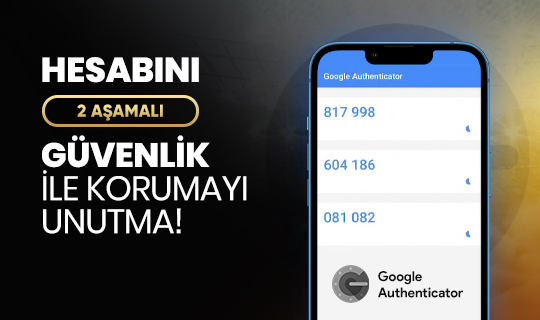 HESABINI
2 AŞAMALI
GÜVENLİK
İLE KORUMAYI
UNUTMA!
Google Authenticator
817 998
604 186
081 082
Google
Authenticator